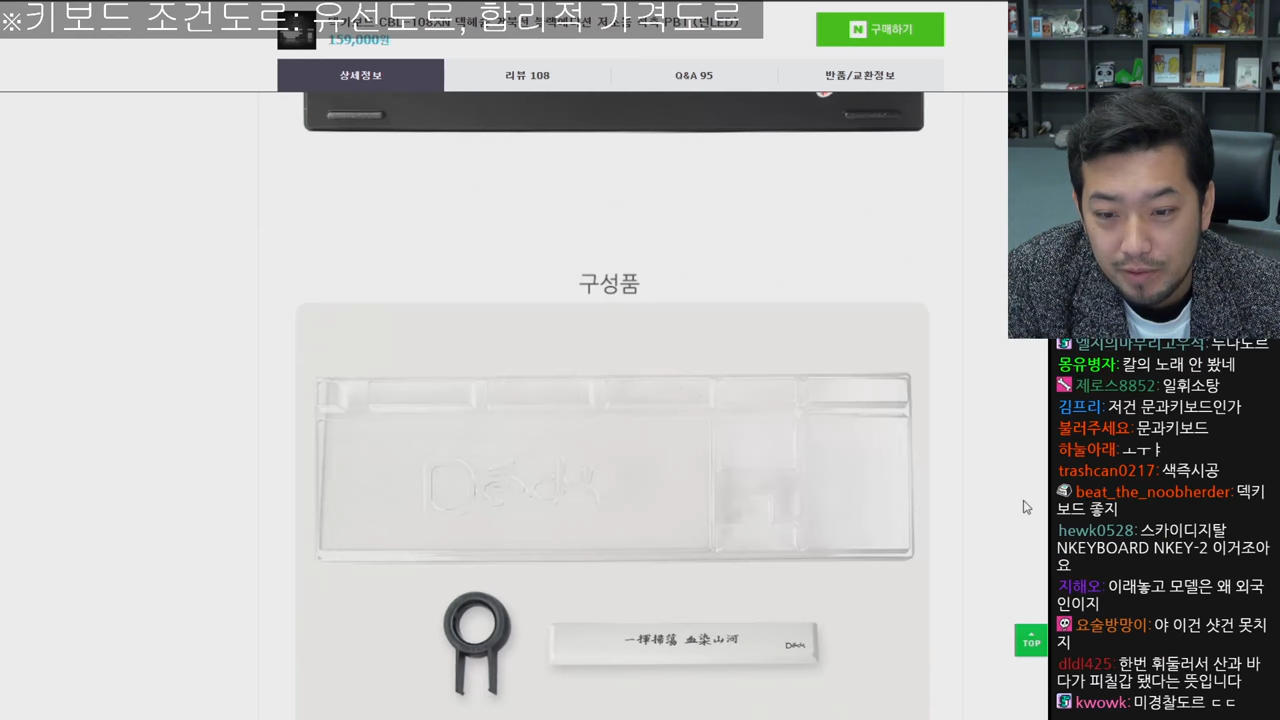 ※키보드 조건도르: 유선도르, 합리적 가격도르
159,000원
N 구매하기
상세정보
리뷰 108
Q&A 95
반품/교환정보
구성품
Deck
一揮掃蕩 血染山河
Deck
TOP
몽유병자: 칼의 노래 안 봤네
제로스8852: 일휘소탕
김프리: 저건 문과키보드인가
불러주세요: 문과키보드
하눌아래: ㅗㅜㅑ
trashcan0217: 색즉시공
beat_the_noobherder: 덱키
보드 좋지
hewk0528: 스카이디지탈
NKEYBOARD NKEY-2 이거조아
요
지해오: 이래놓고 모델은 왜 외국
인이지
요술방망이: 야 이건 샷건 못치
지
dldl425: 한번 휘둘러서 산과 바
다가 피칠갑 됐다는 뜻입니다
kwowk: 미경찰도르 ㄷㄷ